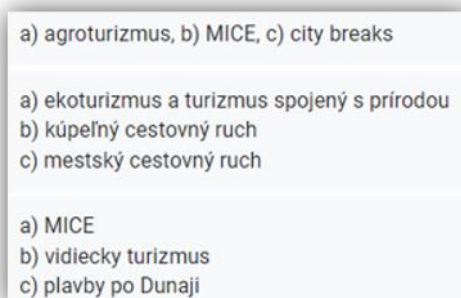 a) agroturizmus, b) MICE, c) city breaks
a) ekoturizmus a turizmus spojený s prírodou
b) kúpeľný cestovný ruch
c) mestský cestovný ruch
a) MICE
b) vidiecky turizmus
c) plavby po Dunaji